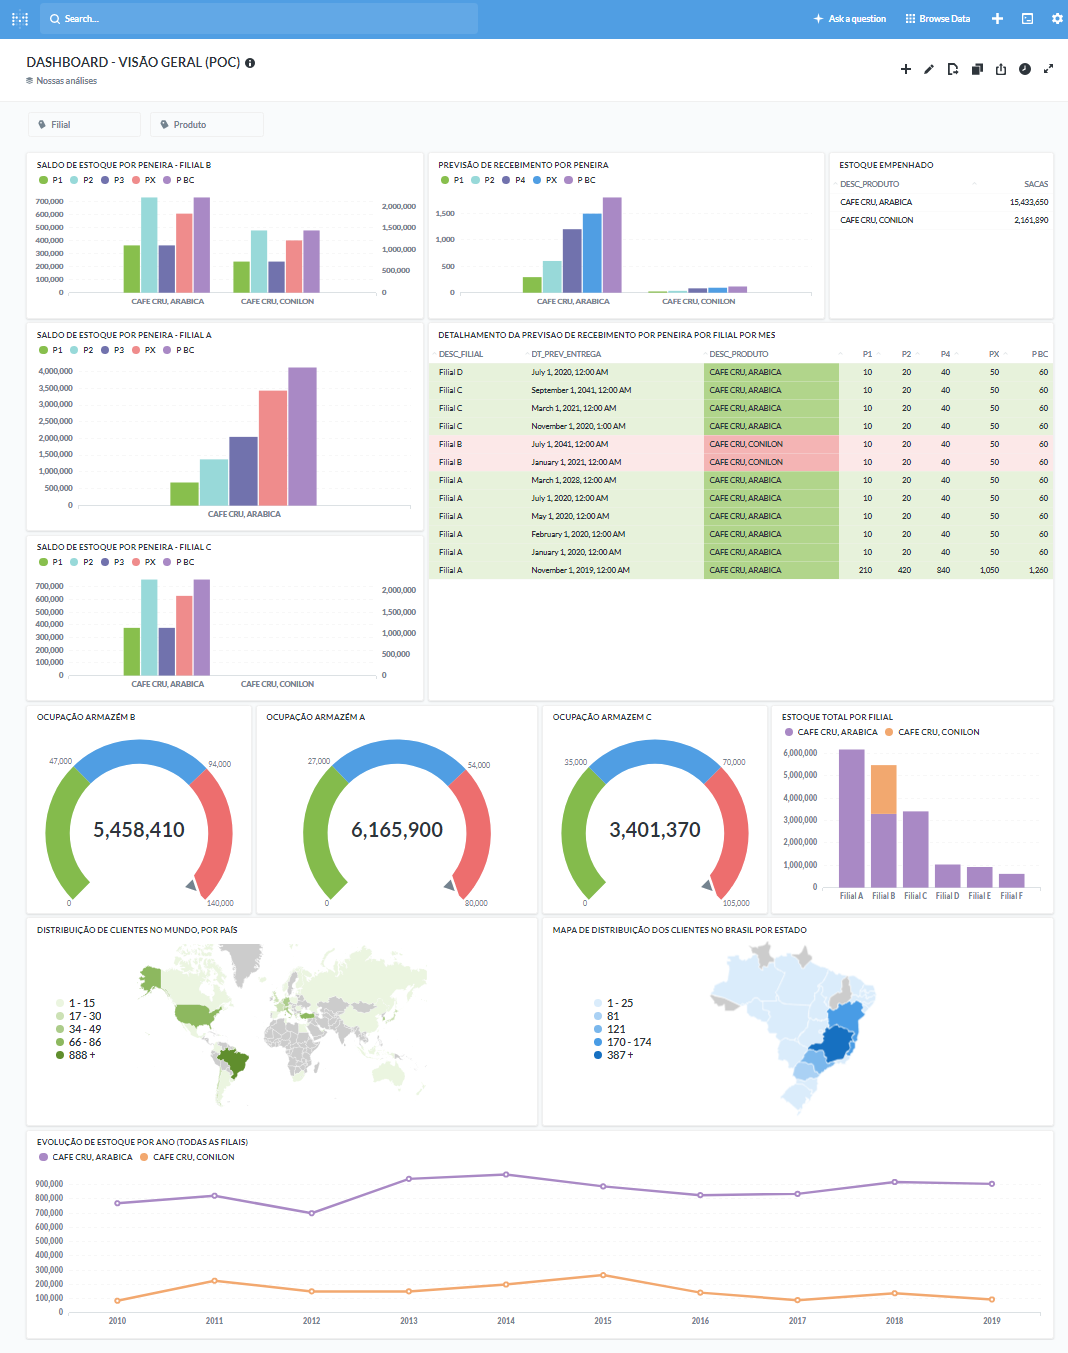 Search...
Ask a question
Browse Data
DASHBOARD - VISÃO GERAL (POC)
Nossas análises
Filial
Produto
SALDO DE ESTOQUE POR PENEIRA - FILIAL B
P1 P2 P3 PX P BC
700,000
600,000
500,000
400,000
300,000
200,000
100,000
0
2,000,000
1,500,000
1,000,000
500,000
0
CAFE CRU, ARABICA CAFE CRU, CONILON
PREVISÃO DE RECEBIMENTO POR PENEIRA
P1 P2 P4 PX P BC
1,500
1,000
500
0
CAFE CRU, ARABICA CAFE CRU, CONILON
ESTOQUE EMPENHADO
DESC_PRODUTO SACAS
CAFE CRU, ARABICA 15,433,650
CAFE CRU, CONILON 2,161,890
SALDO DE ESTOQUE POR PENEIRA - FILIAL A
P1 P2 P3 PX P BC
4,000,000
3,500,000
3,000,000
2,500,000
2,000,000
1,500,000
1,000,000
500,000
0
CAFE CRU, ARABICA
DETALHAMENTO DA PREVISAO DE RECEBIMENTO POR PENEIRA POR FILIAL POR MES
DESC_FILIAL DT_PREV_ENTREGA DESC_PRODUTO P1 P2 P4 PX P BC
Filial D July 1, 2020, 12:00 AM CAFE CRU, ARABICA 10 20 40 50 60
Filial C September 1, 2041, 12:00 AM CAFE CRU, ARABICA 10 20 40 50 60
Filial C March 1, 2021, 12:00 AM CAFE CRU, ARABICA 10 20 40 50 60
Filial C November 1, 2020, 1:00 AM CAFE CRU, ARABICA 10 20 40 50 60
Filial B July 1, 2041, 12:00 AM CAFE CRU, CONILON 10 20 40 50 60
Filial B January 1, 2021, 12:00 AM CAFE CRU, CONILON 10 20 40 50 60
Filial A March 1, 2028, 12:00 AM CAFE CRU, ARABICA 10 20 40 50 60
Filial A July 1, 2020, 12:00 AM CAFE CRU, ARABICA 10 20 40 50 60
Filial A May 1, 2020, 12:00 AM CAFE CRU, ARABICA 10 20 40 50 60
Filial A February 1, 2020, 12:00 AM CAFE CRU, ARABICA 10 20 40 50 60
Filial A January 1, 2020, 12:00 AM CAFE CRU, ARABICA 10 20 40 50 60
Filial A November 1, 2019, 12:00 AM CAFE CRU, ARABICA 210 420 840 1,050 1,260
SALDO DE ESTOQUE POR PENEIRA - FILIAL C
P1 P2 P3 PX P BC
700,000
600,000
500,000
400,000
300,000
200,000
100,000
0
2,000,000
1,500,000
1,000,000
500,000
0
CAFE CRU, ARABICA CAFE CRU, CONILON
OCUPAÇÃO ARMAZÉM B
47,000 94,000
5,458,410
0 140,000
OCUPAÇÃO ARMAZÉM A
27,000 54,000
6,165,900
0 80,000
OCUPAÇÃO ARMAZEM C
35,000 70,000
3,401,370
0 105,000
ESTOQUE TOTAL POR FILIAL
CAFE CRU, ARABICA CAFE CRU, CONILON
6,000,000
5,000,000
4,000,000
3,000,000
2,000,000
1,000,000
0
Filial A Filial B Filial C Filial D Filial E Filial F
DISTRIBUIÇÃO DE CLIENTES NO MUNDO, POR PAÍS
1 - 15
17 - 30
34 - 49
66 - 86
888 +
MAPA DE DISTRIBUIÇÃO DOS CLIENTES NO BRASIL POR ESTADO
1 - 25
81
121
170 - 174
387 +
EVOLUÇÃO DE ESTOQUE POR ANO (TODAS AS FILAIS)
CAFE CRU, ARABICA CAFE CRU, CONILON
900,000
800,000
700,000
600,000
500,000
400,000
300,000
200,000
100,000
0
2010 2011 2012 2013 2014 2015 2016 2017 2018 2019